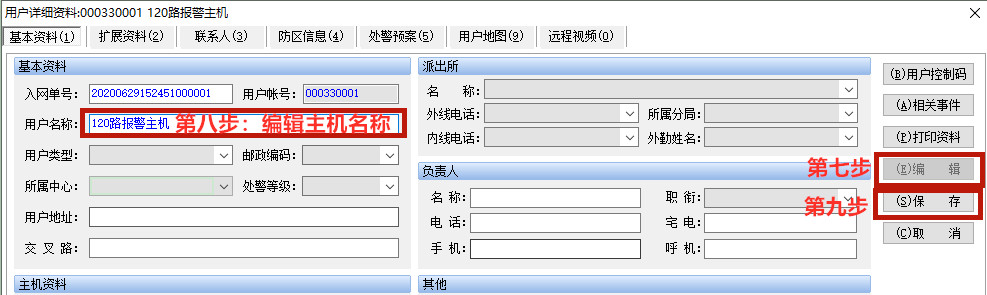 用户详细资料:000330001 120路报警主机
基本资料(1) 扩展资料(2) 联系人(3) 防区信息(4) 处警预案(5) 用户地图(9) 远程视频(0)
基本资料
入网单号: 20200629152451000001 用户帐号: 000330001
用户名称: 120路报警主机 第八步：编辑主机名称
用户类型: 邮政编码:
所属中心: 处警等级:
用户地址:
交 叉 路:
主机资料
派出所
名 称:
外线电话: 所属分局:
内线电话: 外勤姓名:
负责人
名 称: 职 衔:
电 话: 宅 电:
手 机: 呼 机:
其他
(B)用户控制码
(A)相关事件
(P)打印资料
第七步 (E)编 辑
第九步 (S)保 存
(C)取 消